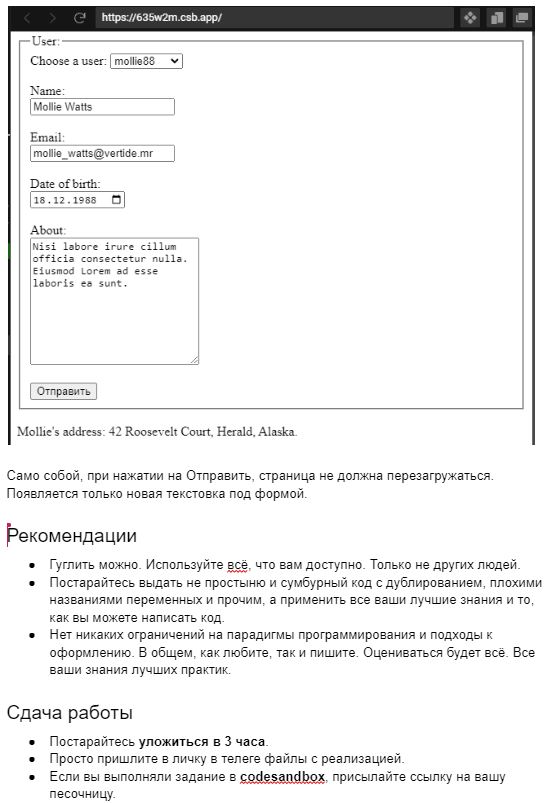 https://635w2m.csb.app/
User:
Choose a user: mollie88
Name:
Mollie Watts
Email:
mollie_watts@vertide.mr
Date of birth:
18.12.1988
About:
Nisi labore irure cillum
officia consectetur nulla.
Eiusmod Lorem ad esse
laboris ea sunt.
Отправить
Mollie's address: 42 Roosevelt Court, Herald, Alaska.
Само собой, при нажатии на Отправить, страница не должна перезагружаться.
Появляется только новая текстовка под формой.
Рекомендации
● Гуглить можно. Используйте всё, что вам доступно. Только не других людей.
● Постарайтесь выдать не простыню и сумбурный код с дублированием, плохими
названиями переменных и прочим, а применить все ваши лучшие знания и то,
как вы можете написать код.
● Нет никаких ограничений на парадигмы программирования и подходы к
оформлению. В общем, как любите, так и пишите. Оцениваться будет всё. Все
ваши знания лучших практик.
Сдача работы
● Постарайтесь уложиться в 3 часа.
● Просто пришлите в личку в телеге файлы с реализацией.
● Если вы выполняли задание в codesandbox, присылайте ссылку на вашу
песочницу.